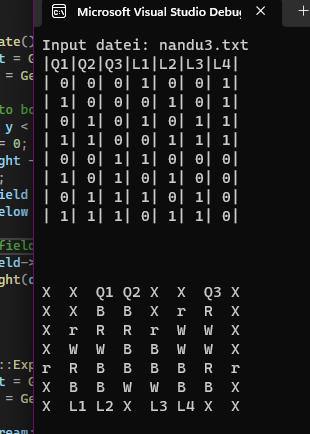 Microsoft Visual Studio Debug
ate()
Input datei: nandu3.txt
t = G
= Ge
|Q1|Q2|Q3|L1|L2|L3|L4|
| 0| 0| 0| 1| 0| 0| 1|
| 1| 0| 0| 0| 1| 0| 1|
to bo
| 0| 1| 0| 1| 0| 1| 1|
y <
| 1| 1| 0| 0| 1| 1| 1|
= 0;
| 0| 0| 1| 1| 0| 0| 0|
ght -
| 1| 0| 1| 0| 1| 0| 0|
;
| 0| 1| 1| 1| 0| 1| 0|
ield
| 1| 1| 1| 0| 1| 1| 0|
elow
field
ld->
ght(c
X X Q1 Q2 X X Q3 X
X X B B X r R X
X r R R r W W X
X W W B B W W X
::Exp
r R B B B B R r
t = G
X B B W W B B X
= Ge
X L1 L2 X L3 L4 X X
ream: